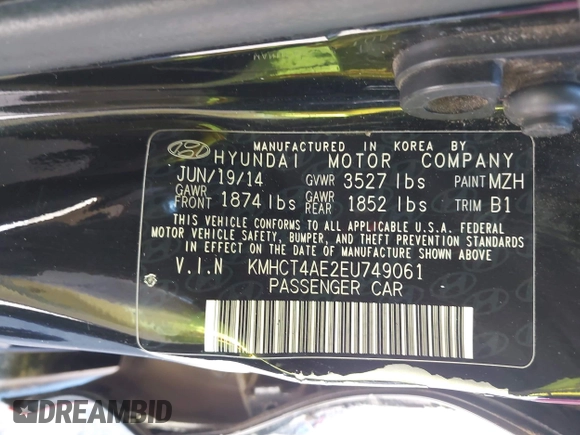 MANUFACTURED IN KOREA BY
HYUNDAI MOTOR COMPANY
JUN/19/14 GVWR 3527 lbs PAINT MZH
GAWR FRONT 1874 lbs GAWR REAR 1852 lbs TRIM B1
THIS VEHICLE CONFORMS TO ALL APPLICABLE U.S.A. FEDERAL
MOTOR VEHICLE SAFETY, BUMPER, AND THEFT PREVENTION STANDARDS
IN EFFECT ON THE DATE OF MANUFACTURE SHOWN ABOVE
V.I.N KMHCT4AE2EU749061
PASSENGER CAR
DREAMBID